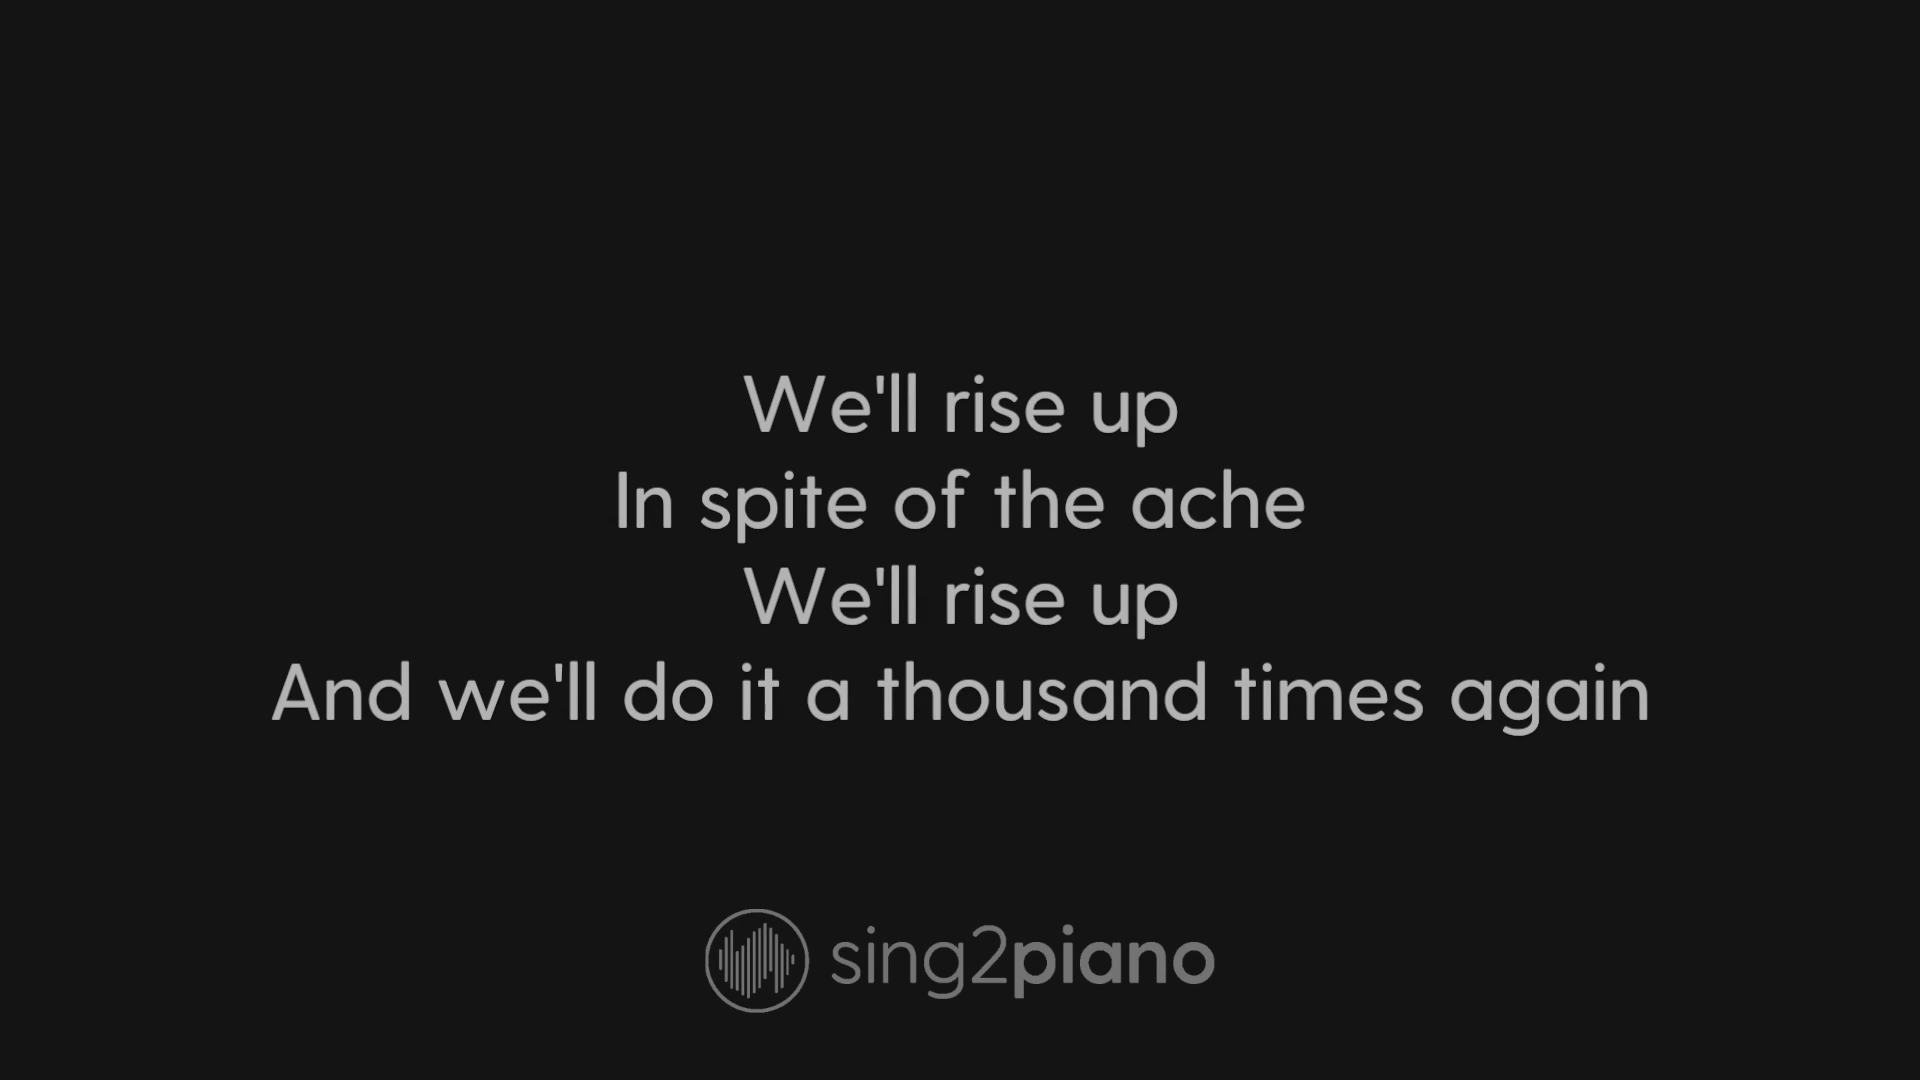 We'll rise up
In spite of the ache
We'll rise up
And we'll do it a thousand times again
sing2piano